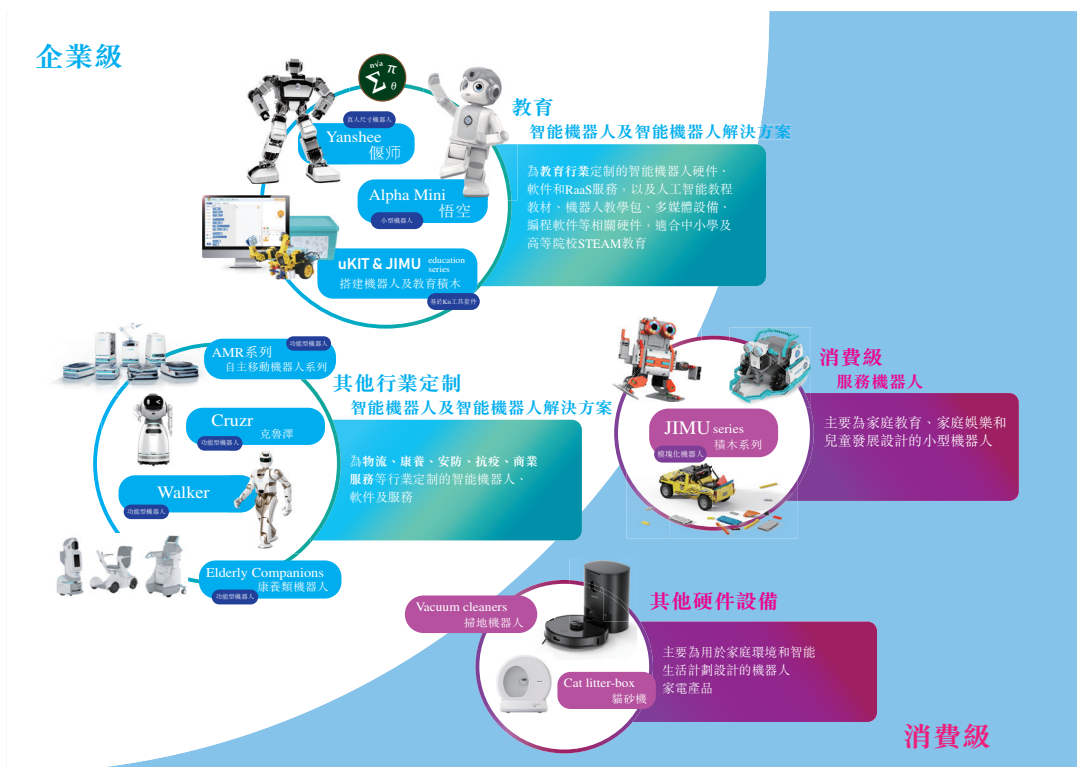 企業級
n√a
π
Σ
θ
真人尺寸機器人
Yanshee
偃师
Alpha Mini
悟空
小型機器人
uKIT & JIMU education series
搭建機器人及教育積木
基於Kit工具套件
教育
智能機器人及智能機器人解決方案
為教育行業定制的智能機器人硬件、
軟件和RaaS服務，以及人工智能教程
教材、機器人教學包、多媒體設備、
編程軟件等相關硬件，適合中小學及
高等院校STEAM教育
功能型機器人
AMR系列
自主移動機器人系列
Cruzr
克魯澤
功能型機器人
Walker
功能型機器人
Elderly Companions
康養類機器人
功能型機器人
其他行業定制
智能機器人及智能機器人解決方案
為物流、康養、安防、抗疫、商業
服務等行業定制的智能機器人、
軟件及服務
JIMU series
積木系列
模塊化機器人
消費級
服務機器人
主要為家庭教育、家庭娛樂和
兒童發展設計的小型機器人
Vacuum cleaners
掃地機器人
Cat litter-box
貓砂機
其他硬件設備
主要為用於家庭環境和智能
生活計劃設計的機器人
家電產品
消費級